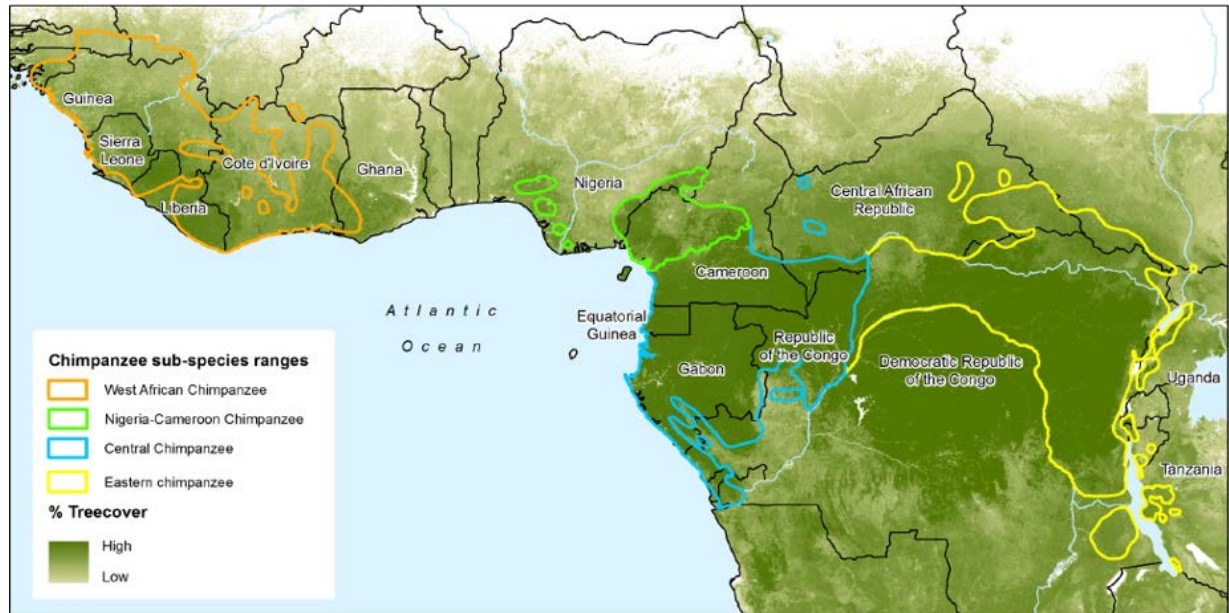 Guinea
Sierra
Leone
Liberia
Cote d'Ivoire
Ghana
Nigeria
Central African
Republic
Cameroon
Equatorial
Guinea
Gabon
Republic
of the Congo
Democratic Republic
of the Congo
Uganda
Tanzania
Atlantic
Ocean
Chimpanzee sub-species ranges
West African Chimpanzee
Nigeria-Cameroon Chimpanzee
Central Chimpanzee
Eastern chimpanzee
% Treecover
High
Low